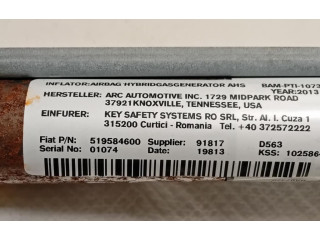 INFLATOR:AIRBAG HYBRIDGASGENERATOR AHS BAM-PTI-1073
YEAR:2013
HERSTELLER: ARC AUTOMOTIVE INC. 1729 MIDPARK ROAD
37921KNOXVILLE, TENNESSEE, USA
EINFURER: KEY SAFETY SYSTEMS RO SRL, Str. Al. I. Cuza 1
315200 Curtici - Romania Tel. +40 372572222
Fiat P/N: 519584600 Supplier: 91817 D563
Serial No: 01074 Date: 19813 KSS: 1025864